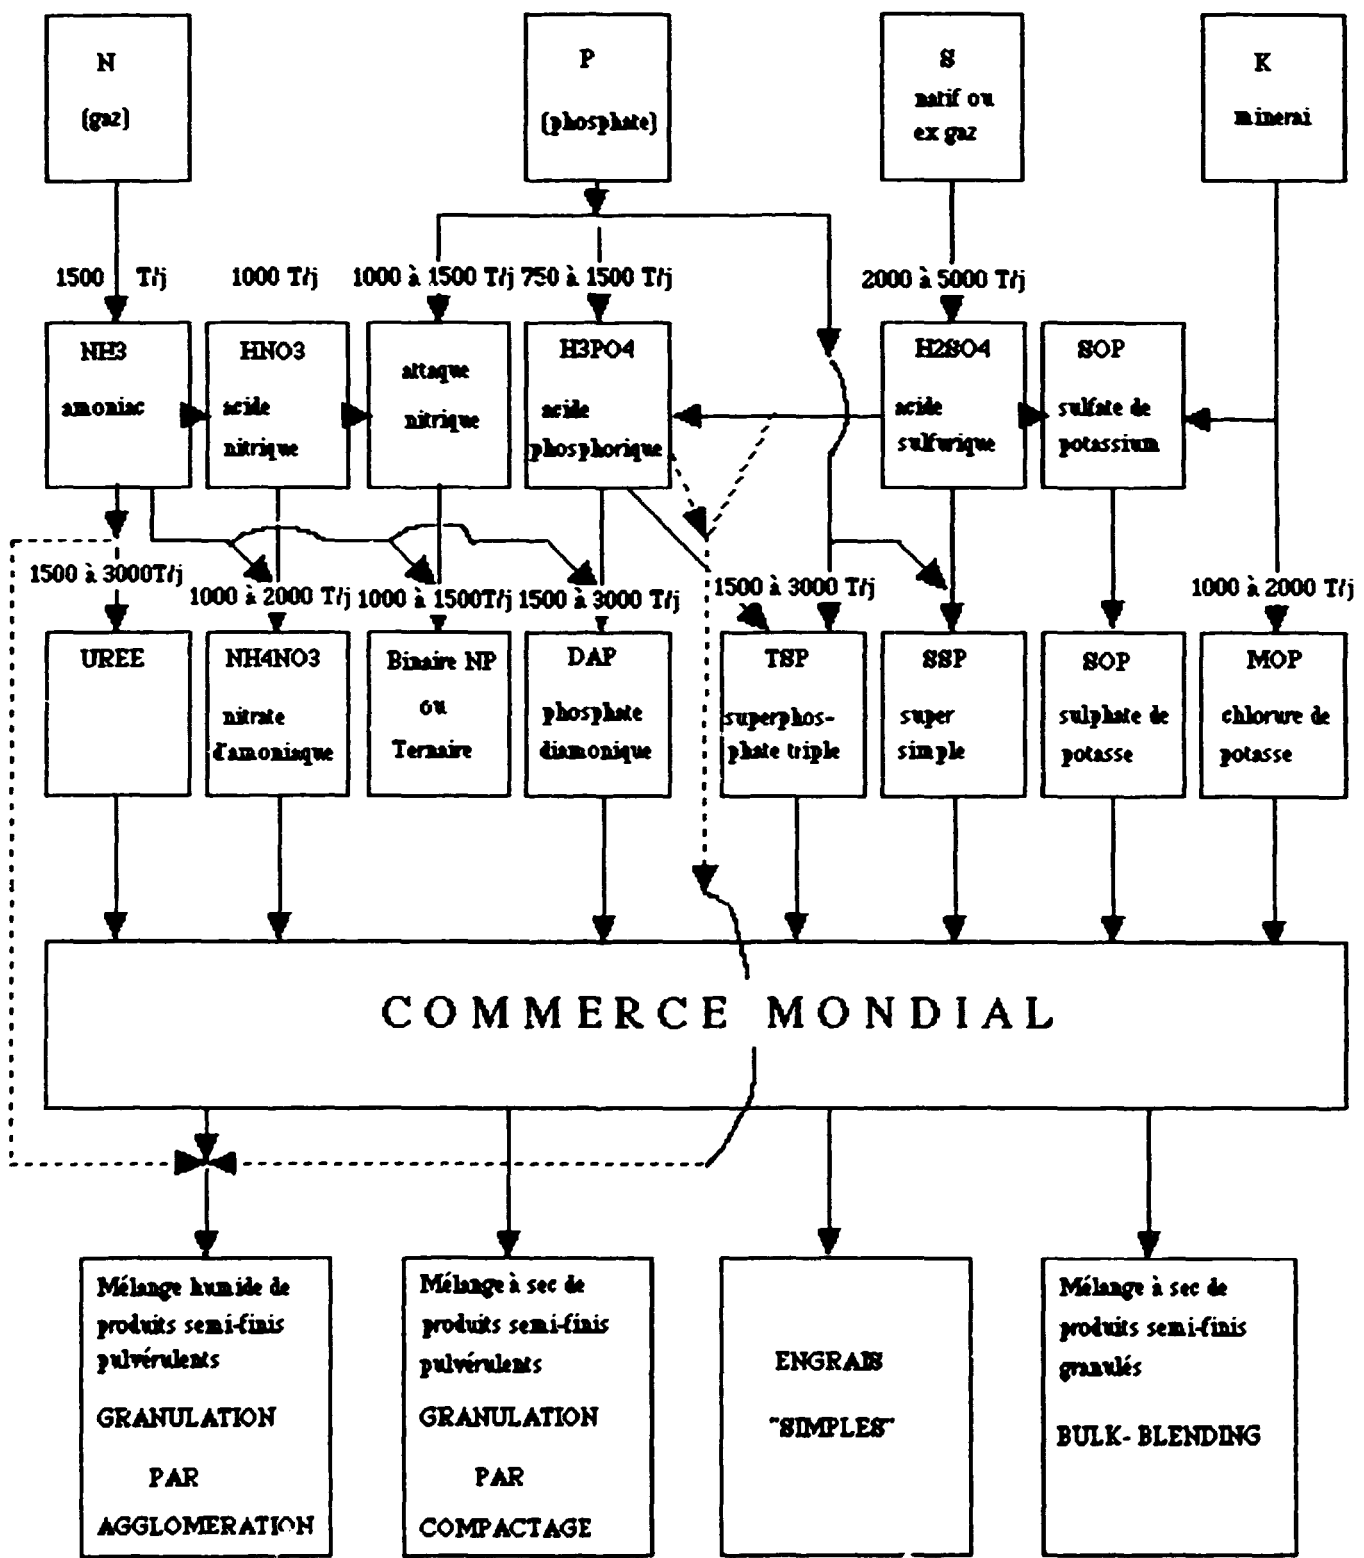 N
(gaz)
P
(phosphate)
S
natif ou
ex gaz
K
minerai
1500 T/j
1000 T/j
1000 à 1500 T/j
750 à 1500 T/j
2000 à 5000 T/j
NH3
amoniac
HNO3
acide
nitrique
attaque
nitrique
H3PO4
acide
phosphorique
H2SO4
acide
sulfurique
SOP
sulfate de
potassium
1500 à 3000T/j
1000 à 2000 T/j
1000 à 1500T/j
1500 à 3000 T/j
1500 à 3000 T/j
1000 à 2000 T/j
UREE
NH4NO3
nitrate
d'amoniaque
Binaire NP
ou
Ternaire
DAP
phosphate
diamonique
TSP
superphos-
phate triple
SSP
super
simple
SOP
sulphate de
potasse
MOP
chlorure de
potasse
COMMERCE MONDIAL
Mélange humide de
produits semi-finis
pulvérulents
GRANULATION
PAR
AGGLOMERATION
Mélange à sec de
produits semi-finis
pulvérulents
GRANULATION
PAR
COMPACTAGE
ENGRAIS
"SIMPLES"
Mélange à sec de
produits semi-finis
granulés
BULK-BLENDING